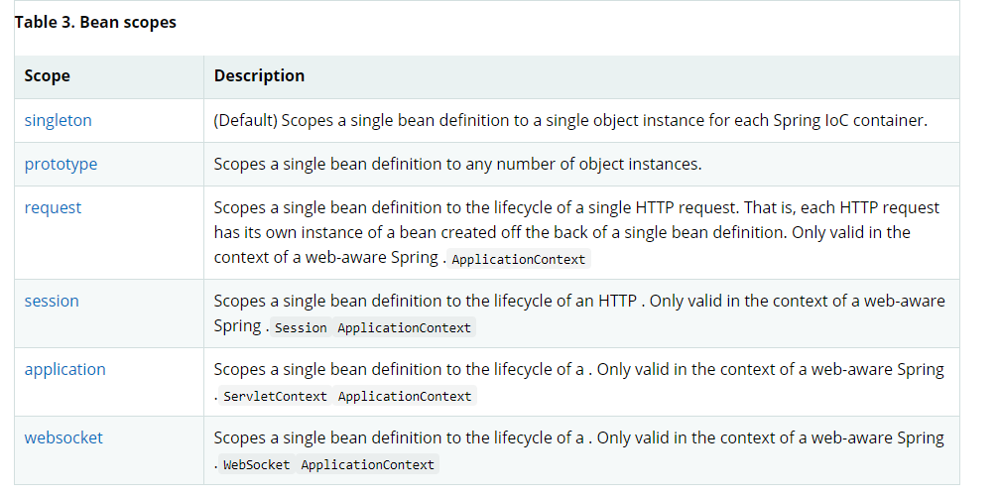 Table 3. Bean scopes
Scope Description
singleton (Default) Scopes a single bean definition to a single object instance for each Spring IoC container.
prototype Scopes a single bean definition to any number of object instances.
request Scopes a single bean definition to the lifecycle of a single HTTP request. That is, each HTTP request
has its own instance of a bean created off the back of a single bean definition. Only valid in the
context of a web-aware Spring . ApplicationContext
session Scopes a single bean definition to the lifecycle of an HTTP . Only valid in the context of a web-aware
Spring . Session ApplicationContext
application Scopes a single bean definition to the lifecycle of a . Only valid in the context of a web-aware Spring
. ServletContext ApplicationContext
websocket Scopes a single bean definition to the lifecycle of a . Only valid in the context of a web-aware Spring
. WebSocket ApplicationContext